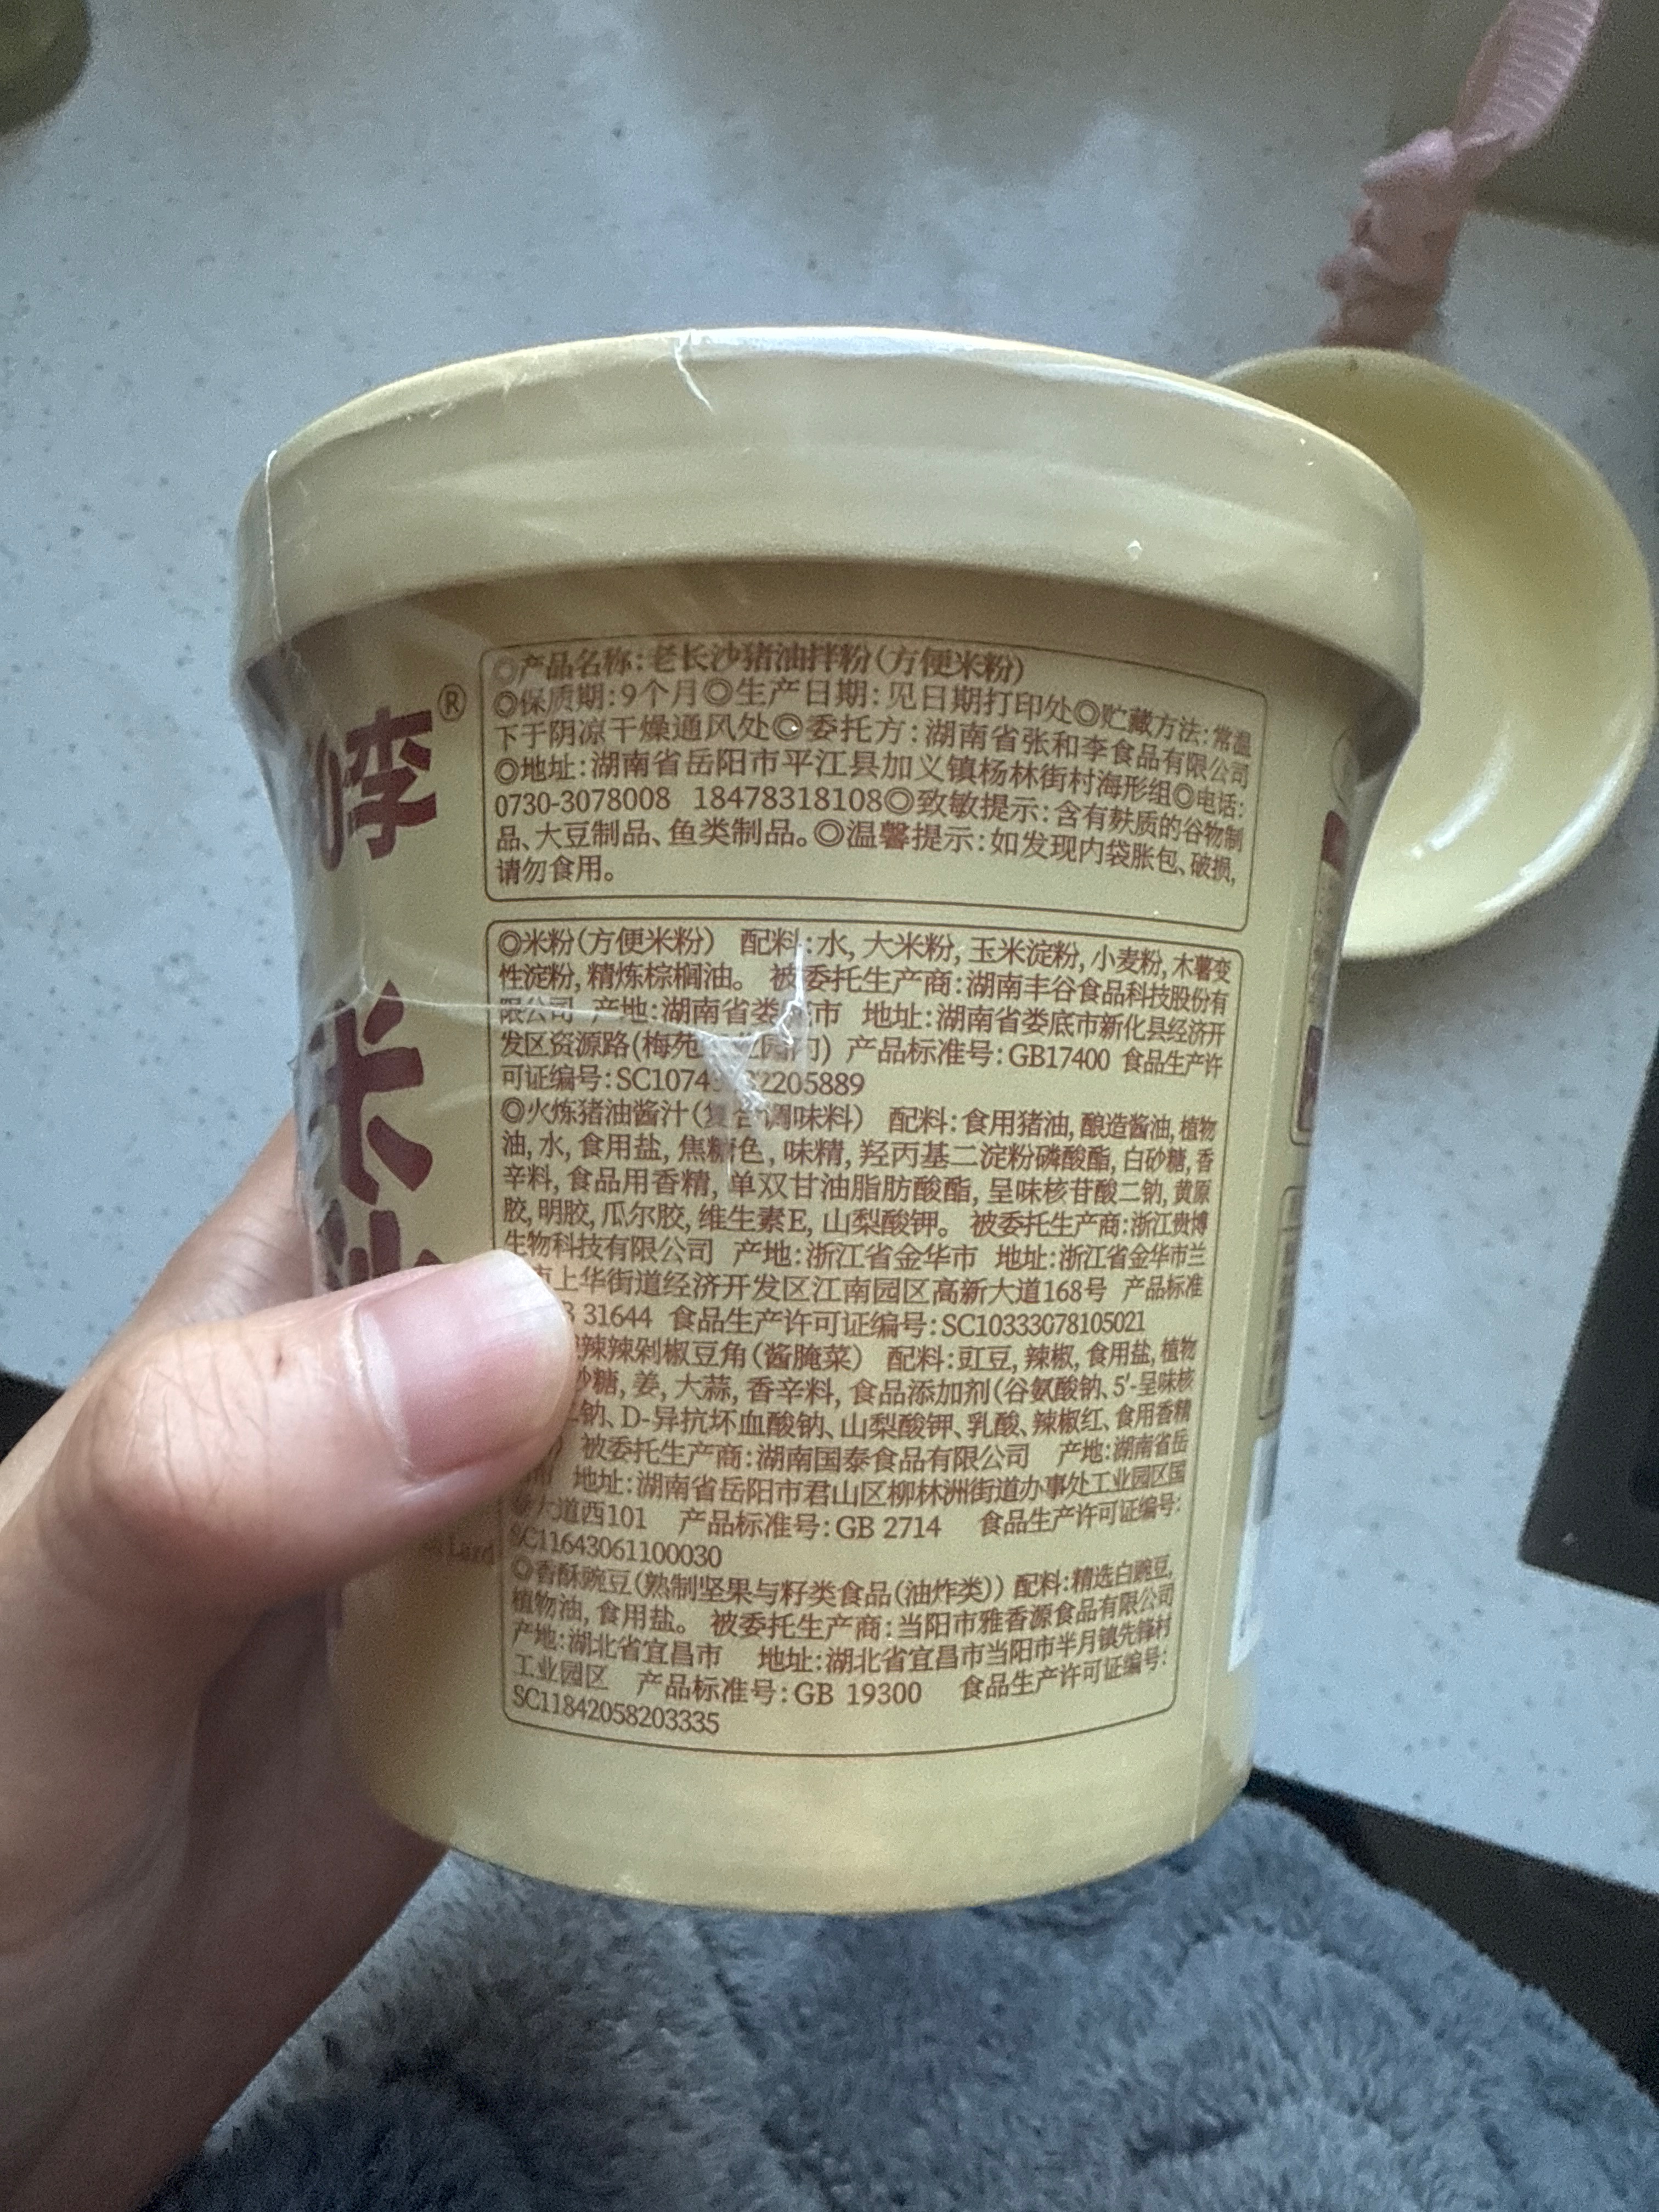 李®
长
沙
◎产品名称:老长沙猪油拌粉(方便米粉)
◎保质期:9个月◎生产日期:见日期打印处◎贮藏方法:常温
下于阴凉干燥通风处◎委托方:湖南省张和李食品有限公司
◎地址:湖南省岳阳市平江县加义镇杨林街村海形组◎电话:
0730-3078008 18478318108◎致敏提示:含有麸质的谷物制
品、大豆制品、鱼类制品。◎温馨提示:如发现内袋胀包、破损,
请勿食用。
◎米粉(方便米粉) 配料:水,大米粉,玉米淀粉,小麦粉,木薯变
性淀粉,精炼棕榈油。 被委托生产商:湖南丰谷食品科技股份有
限公司 产地:湖南省娄 市 地址:湖南省娄底市新化县经济开
发区资源路(梅苑 园内) 产品标准号:GB17400 食品生产许
可证编号:SC1074 2205889
◎火炼猪油酱汁(复合调味料) 配料:食用猪油,酿造酱油,植物
油,水,食用盐,焦糖色,味精,羟丙基二淀粉磷酸酯,白砂糖,香
辛料,食品用香精,单双甘油脂肪酸酯,呈味核苷酸二钠,黄原
胶,明胶,瓜尔胶,维生素E,山梨酸钾。 被委托生产商:浙江贵博
生物科技有限公司 产地:浙江省金华市 地址:浙江省金华市兰
市上华街道经济开发区江南园区高新大道168号 产品标准
31644 食品生产许可证编号:SC10333078105021
辣辣剁椒豆角(酱腌菜) 配料:豇豆,辣椒,食用盐,植物
糖,姜,大蒜,香辛料,食品添加剂(谷氨酸钠、5'-呈味核
二钠、D-异抗坏血酸钠、山梨酸钾、乳酸、辣椒红、食用香精
) 被委托生产商:湖南国泰食品有限公司 产地:湖南省岳
地址:湖南省岳阳市君山区柳林洲街道办事处工业园区国
大道西101 产品标准号:GB 2714 食品生产许可证编号:
SC11643061100030
◎香酥豌豆(熟制坚果与籽类食品(油炸类)) 配料:精选白豌豆,
植物油,食用盐。 被委托生产商:当阳市雅香源食品有限公司
产地:湖北省宜昌市 地址:湖北省宜昌市当阳市半月镇先锋村
工业园区 产品标准号:GB 19300 食品生产许可证编号:
SC11842058203335
Lard